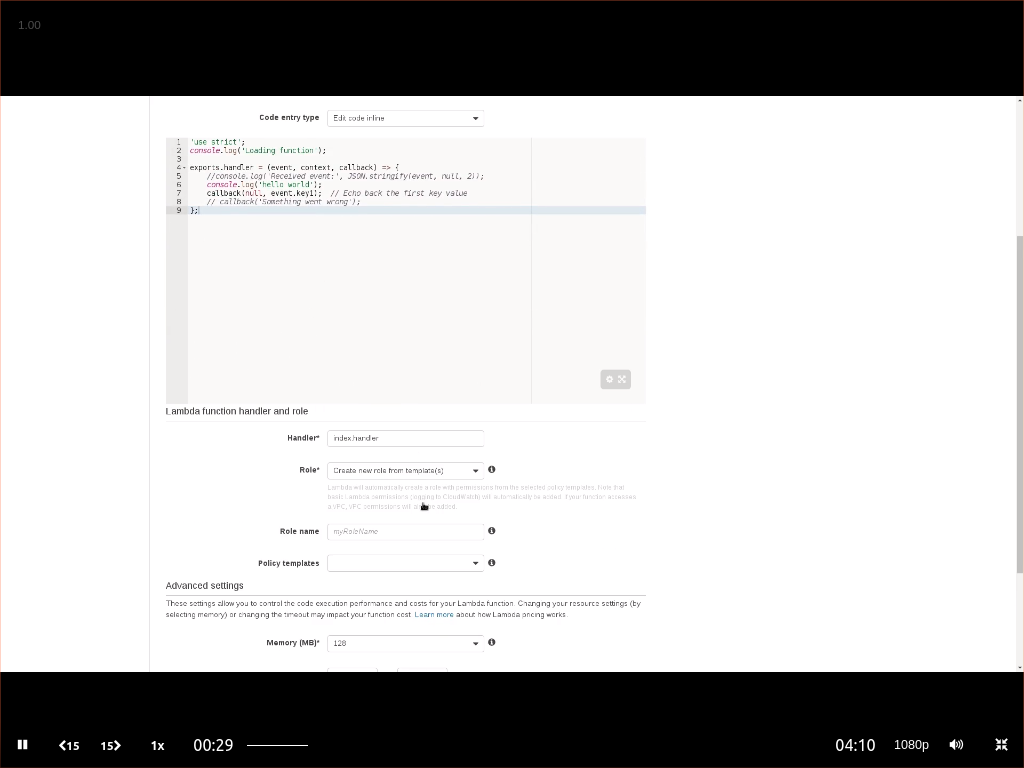 1.00
Code entry type Edit code inline
1 'use strict';
2 console.log('Loading function');
3
4 exports.handler = (event, context, callback) => {
5 //console.log('Received event:', JSON.stringify(event, null, 2));
6 console.log('hello world');
7 callback(null, event.key1); // Echo back the first key value
8 // callback('Something went wrong');
9 };
Lambda function handler and role
Handler* index.handler
Role* Create new role from template(s)
Lambda will automatically create a role with permissions from the selected policy templates. Note that
basic Lambda permissions (logging to CloudWatch) will automatically be added. If your function accesses
a VPC, VPC permissions will also be added.
Role name myRoleName
Policy templates
Advanced settings
These settings allow you to control the code execution performance and costs for your Lambda function. Changing your resource settings (by
selecting memory) or changing the timeout may impact your function cost. Learn more about how Lambda pricing works.
Memory (MB)* 128
15 15 1x 00:29 04:10 1080p